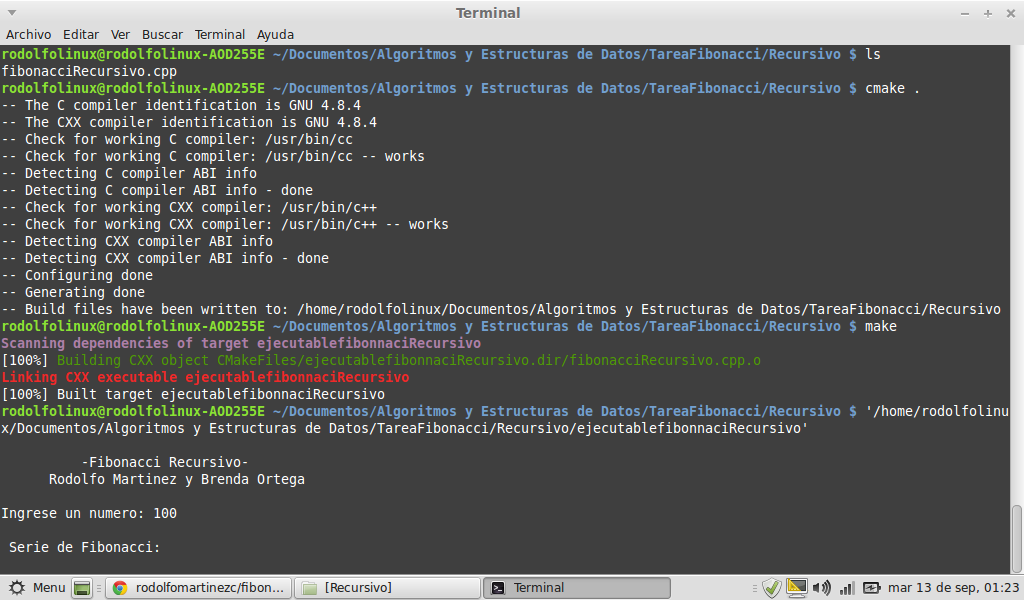 Terminal
Archivo Editar Ver Buscar Terminal Ayuda
rodolfolinux@rodolfolinux-AOD255E ~/Documentos/Algoritmos y Estructuras de Datos/TareaFibonacci/Recursivo $ ls
fibonacciRecursivo.cpp
rodolfolinux@rodolfolinux-AOD255E ~/Documentos/Algoritmos y Estructuras de Datos/TareaFibonacci/Recursivo $ cmake .
-- The C compiler identification is GNU 4.8.4
-- The CXX compiler identification is GNU 4.8.4
-- Check for working C compiler: /usr/bin/cc
-- Check for working C compiler: /usr/bin/cc -- works
-- Detecting C compiler ABI info
-- Detecting C compiler ABI info - done
-- Check for working CXX compiler: /usr/bin/c++
-- Check for working CXX compiler: /usr/bin/c++ -- works
-- Detecting CXX compiler ABI info
-- Detecting CXX compiler ABI info - done
-- Configuring done
-- Generating done
-- Build files have been written to: /home/rodolfolinux/Documentos/Algoritmos y Estructuras de Datos/TareaFibonacci/Recursivo
rodolfolinux@rodolfolinux-AOD255E ~/Documentos/Algoritmos y Estructuras de Datos/TareaFibonacci/Recursivo $ make
Scanning dependencies of target ejecutablefibonnaciRecursivo
[100%] Building CXX object CMakeFiles/ejecutablefibonnaciRecursivo.dir/fibonacciRecursivo.cpp.o
Linking CXX executable ejecutablefibonnaciRecursivo
[100%] Built target ejecutablefibonnaciRecursivo
rodolfolinux@rodolfolinux-AOD255E ~/Documentos/Algoritmos y Estructuras de Datos/TareaFibonacci/Recursivo $ '/home/rodolfolinu
x/Documentos/Algoritmos y Estructuras de Datos/TareaFibonacci/Recursivo/ejecutablefibonnaciRecursivo'
-Fibonacci Recursivo-
Rodolfo Martinez y Brenda Ortega
Ingrese un numero: 100
Serie de Fibonacci:
Menu rodolfomartinezc/fibon... [Recursivo] Terminal mar 13 de sep, 01:23